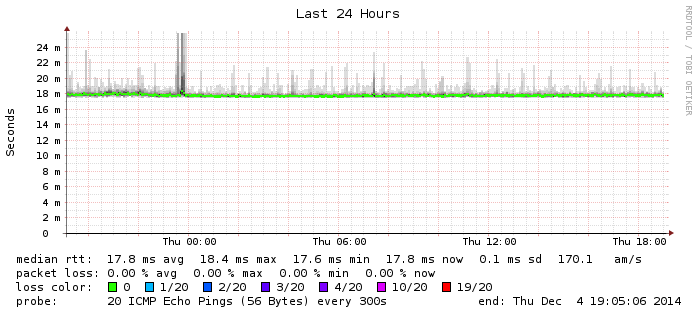 Last 24 Hours
RRDTOOL / TOBI OETIKER
Seconds
24 m
22 m
20 m
18 m
16 m
14 m
12 m
10 m
8 m
6 m
4 m
2 m
0
Thu 00:00 Thu 06:00 Thu 12:00 Thu 18:00
median rtt: 17.8 ms avg 18.4 ms max 17.6 ms min 17.8 ms now 0.1 ms sd 170.1 am/s
packet loss: 0.00 % avg 0.00 % max 0.00 % min 0.00 % now
loss color: 0 1/20 2/20 3/20 4/20 10/20 19/20
probe: 20 ICMP Echo Pings (56 Bytes) every 300s end: Thu Dec 4 19:05:06 2014